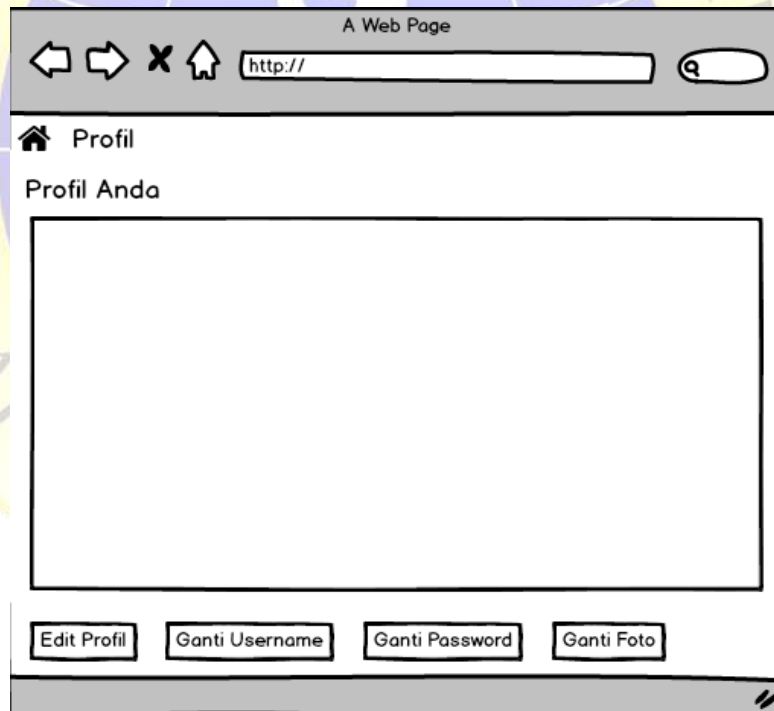 A Web Page
http://
Profil
Profil Anda
Edit Profil Ganti Username Ganti Password Ganti Foto